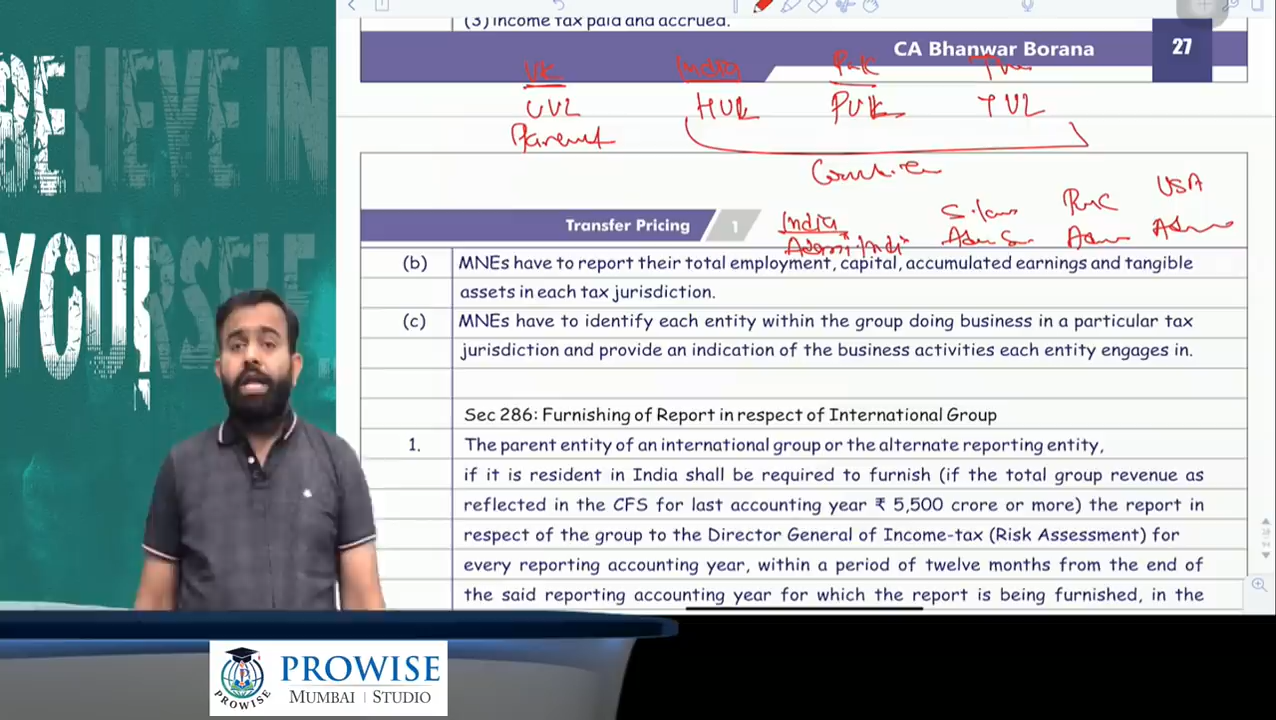 BELIEVE IN
YOURSELF.
(3) Income tax paid and accrued.
CA Bhanwar Borana 27
UK India Pak
UVL HUL PUL TUL
Parent
Transfer Pricing 1
India USA
(b) MNEs have to report their total employment, capital, accumulated earnings and tangible
assets in each tax jurisdiction.
(c) MNEs have to identify each entity within the group doing business in a particular tax
jurisdiction and provide an indication of the business activities each entity engages in.
Sec 286: Furnishing of Report in respect of International Group
1. The parent entity of an international group or the alternate reporting entity,
if it is resident in India shall be required to furnish (if the total group revenue as
reflected in the CFS for last accounting year ₹ 5,500 crore or more) the report in
respect of the group to the Director General of Income-tax (Risk Assessment) for
every reporting accounting year, within a period of twelve months from the end of
the said reporting accounting year for which the report is being furnished, in the
PROWISE
PROWISE
MUMBAI | STUDIO